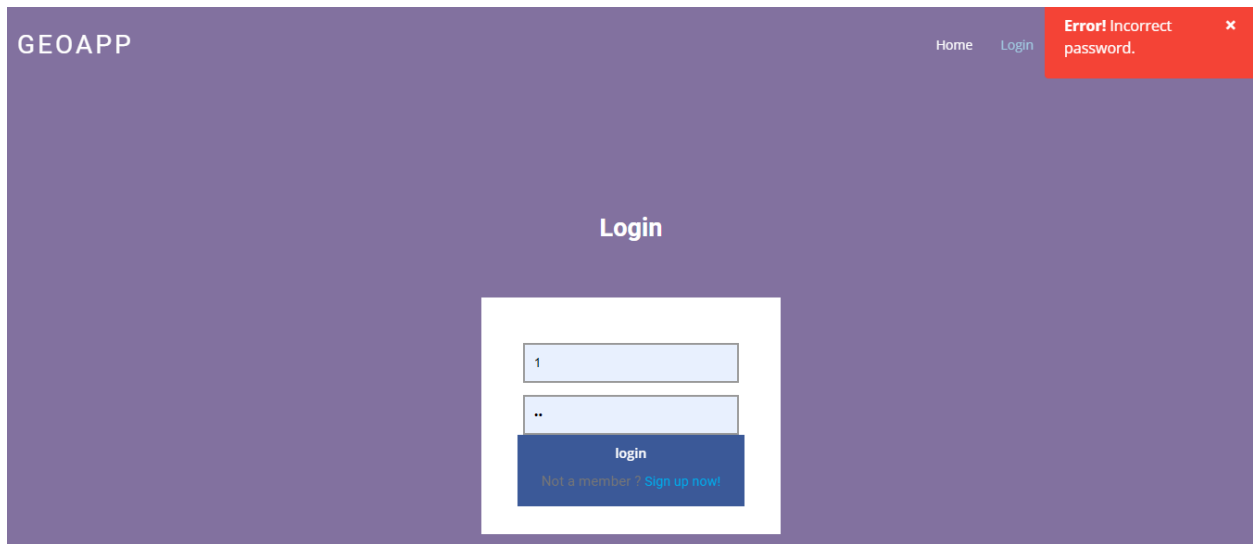 GEOAPP
Home
Login
Error! Incorrect
password.
×
Login
1
••
login
Not a member ? Sign up now!